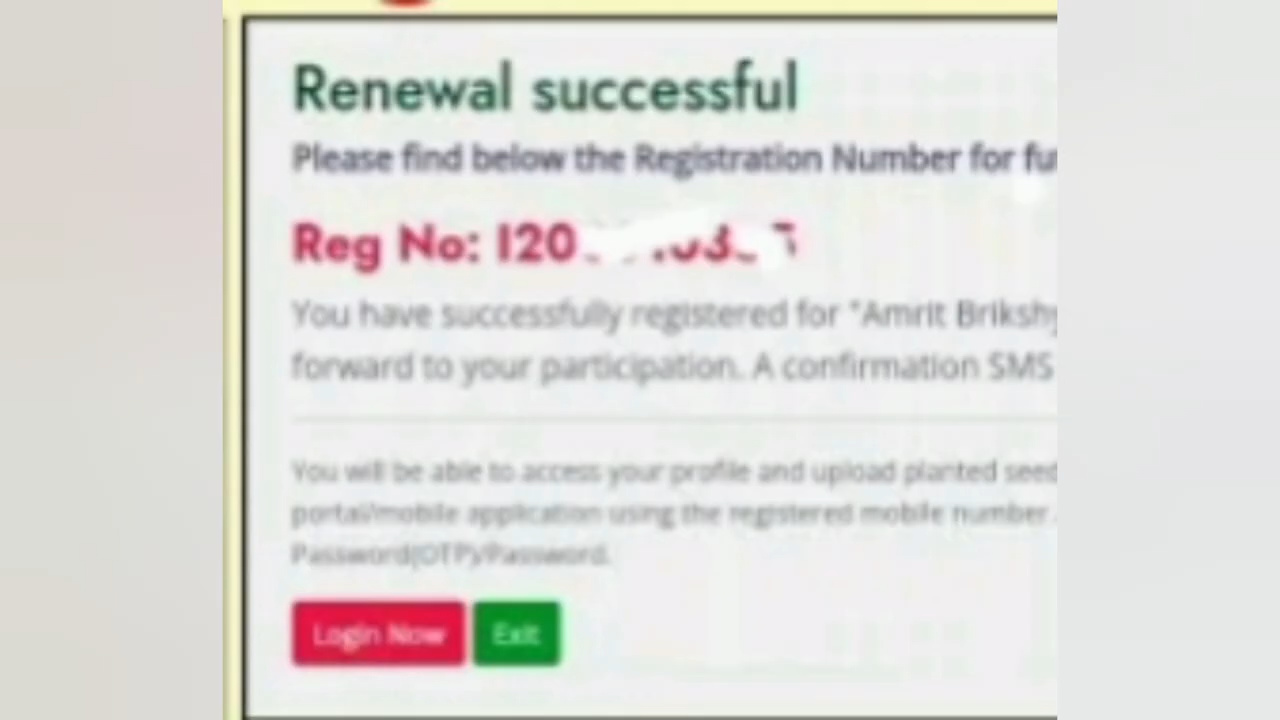 Renewal successful
Please find below the Registration Number for fu
Reg No: I20
You have successfully registered for "Amrit Briksh
forward to your participation. A confirmation SMS
You will be able to access your profile and upload planted seed
portal/mobile application using the registered mobile number
Password(OTP)/Password.
Login Now
Exit